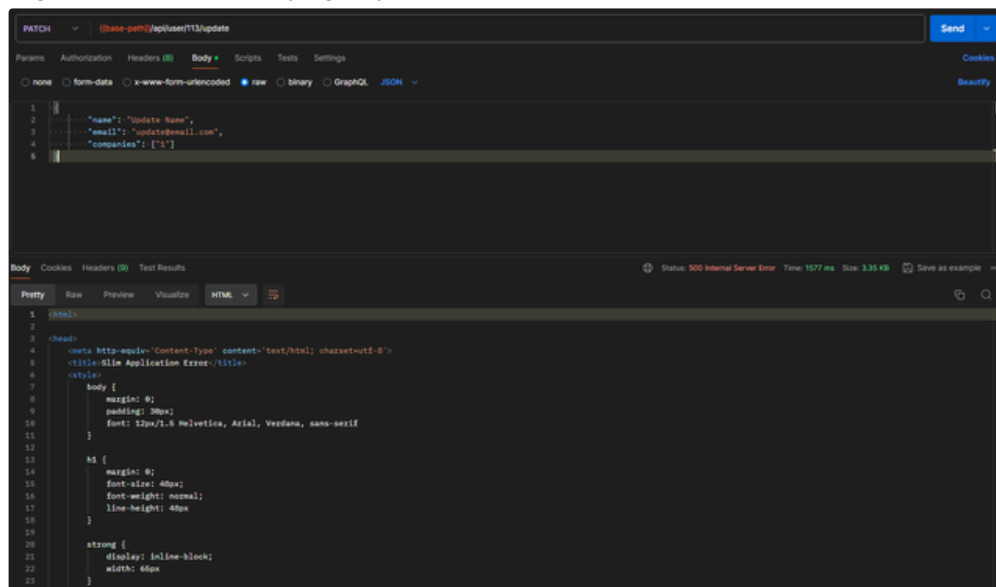 PATCH {{base-path}}/api/user/113/update Send
Params Authorization Headers (8) Body Scripts Tests Settings Cookies
none form-data x-www-form-urlencoded raw binary GraphQL JSON Beautify
1 {
2 "name": "Update Name",
3 "email": "update@email.com",
4 "companies": ["1"]
5 }
Body Cookies Headers (9) Test Results Status: 500 Internal Server Error Time: 1577 ms Size: 3.35 KB Save as example
Pretty Raw Preview Visualize HTML
1 <html>
2
3 <head>
4 <meta http-equiv='Content-Type' content='text/html; charset=utf-8'>
5 <title>Slim Application Error</title>
6 <style>
7 body {
8 margin: 0;
9 padding: 30px;
10 font: 12px/1.5 Helvetica, Arial, Verdana, sans-serif
11 }
12
13 h1 {
14 margin: 0;
15 font-size: 48px;
16 font-weight: normal;
17 line-height: 48px
18 }
19
20 strong {
21 display: inline-block;
22 width: 65px
23 }